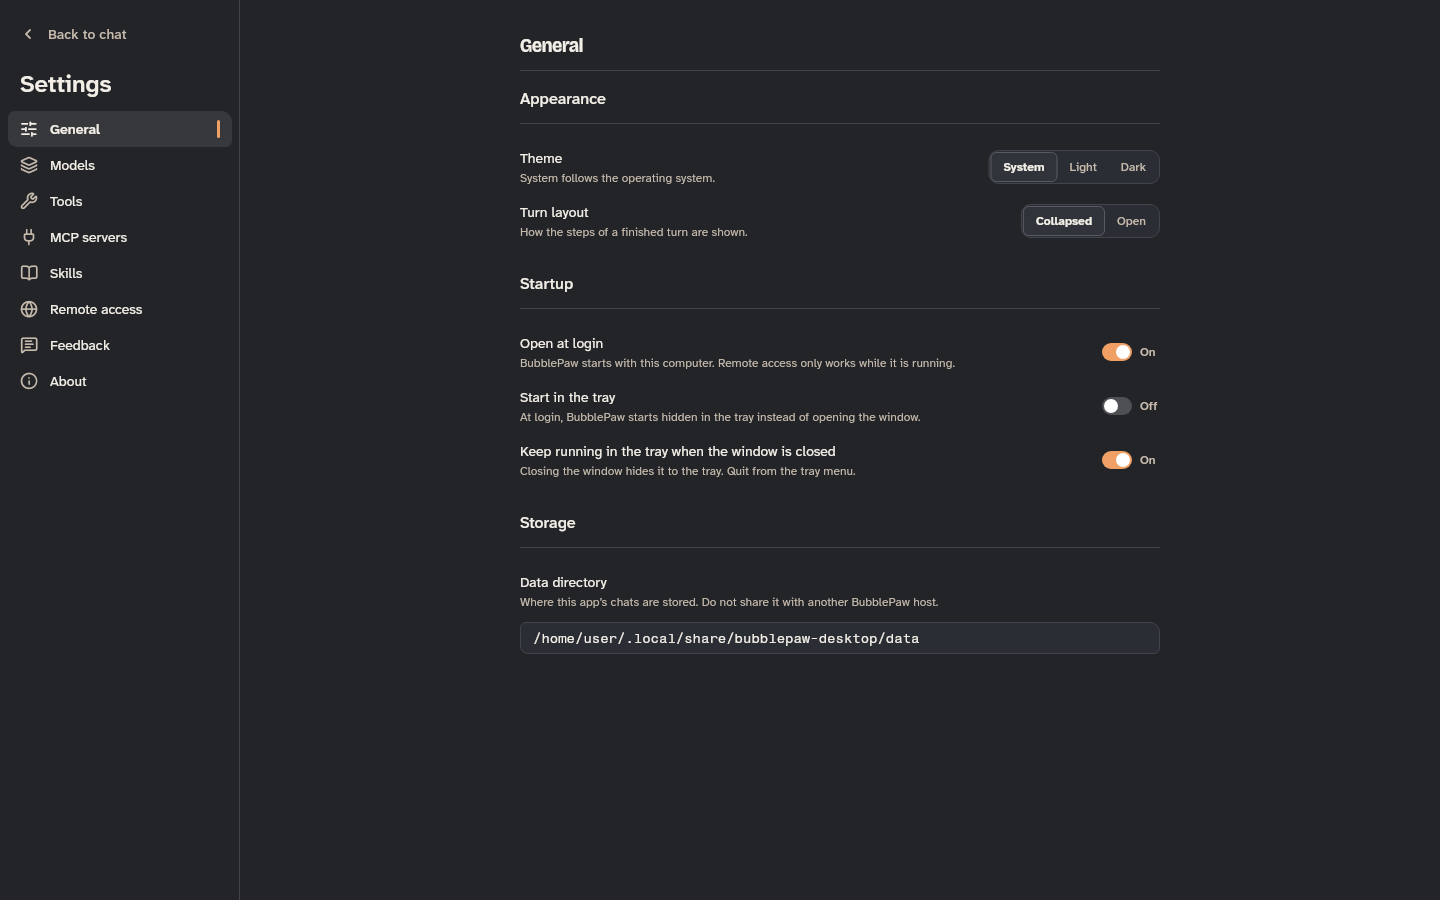 Back to chat
Settings
General
Models
Tools
MCP servers
Skills
Remote access
Feedback
About
General
Appearance
Theme
System follows the operating system.
System Light Dark
Turn layout
How the steps of a finished turn are shown.
Collapsed Open
Startup
Open at login
BubblePaw starts with this computer. Remote access only works while it is running.
On
Start in the tray
At login, BubblePaw starts hidden in the tray instead of opening the window.
Off
Keep running in the tray when the window is closed
Closing the window hides it to the tray. Quit from the tray menu.
On
Storage
Data directory
Where this app's chats are stored. Do not share it with another BubblePaw host.
/home/user/.local/share/bubblepaw-desktop/data